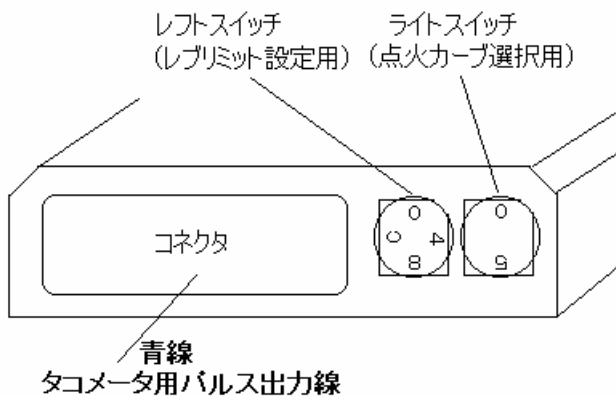 レフトスイッチ
(レブリミット設定用)
ライトスイッチ
(点火カーブ選択用)
コネクタ
0
4
8
C
0
5
青線
タコメータ用パルス出力線